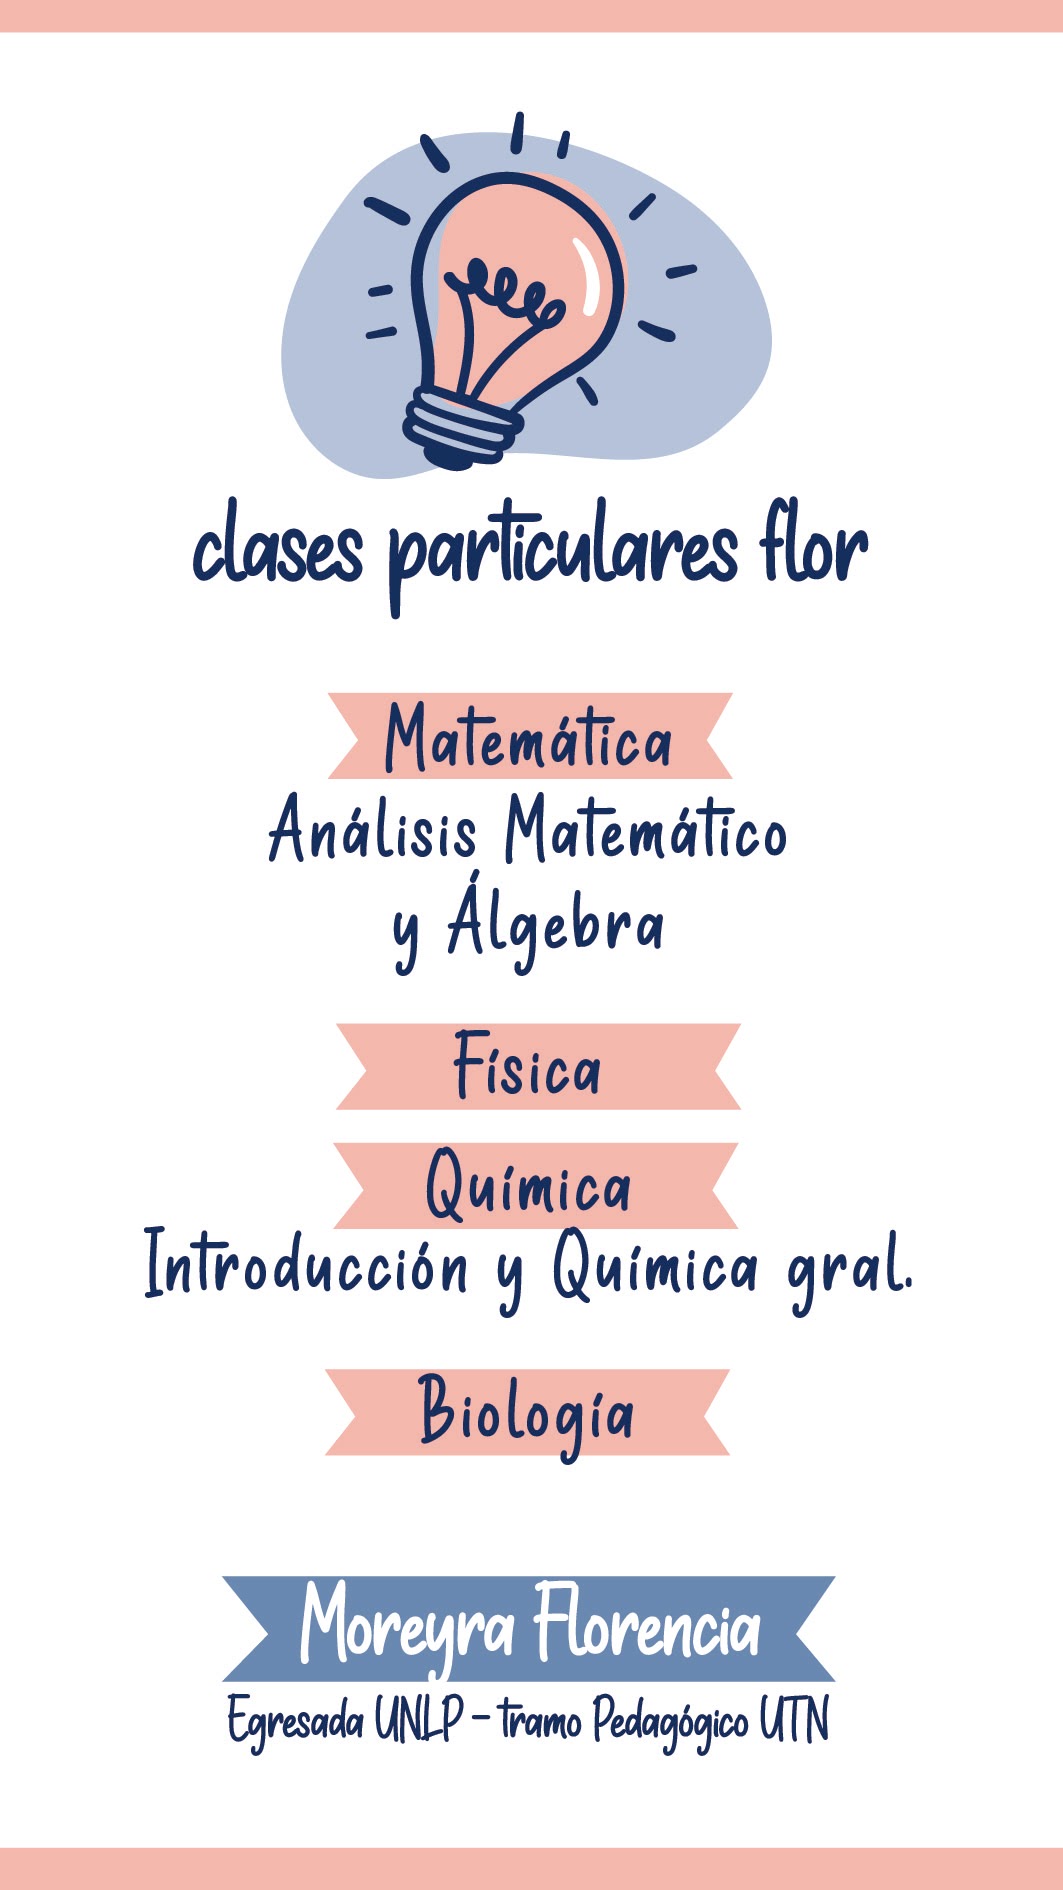 clases particulares flor
Matemática
Análisis Matemático
y Álgebra
Física
Química
Introducción y Química gral.
Biología
Moreyra Florencia
Egresada UNLP - tramo Pedagógico UTN